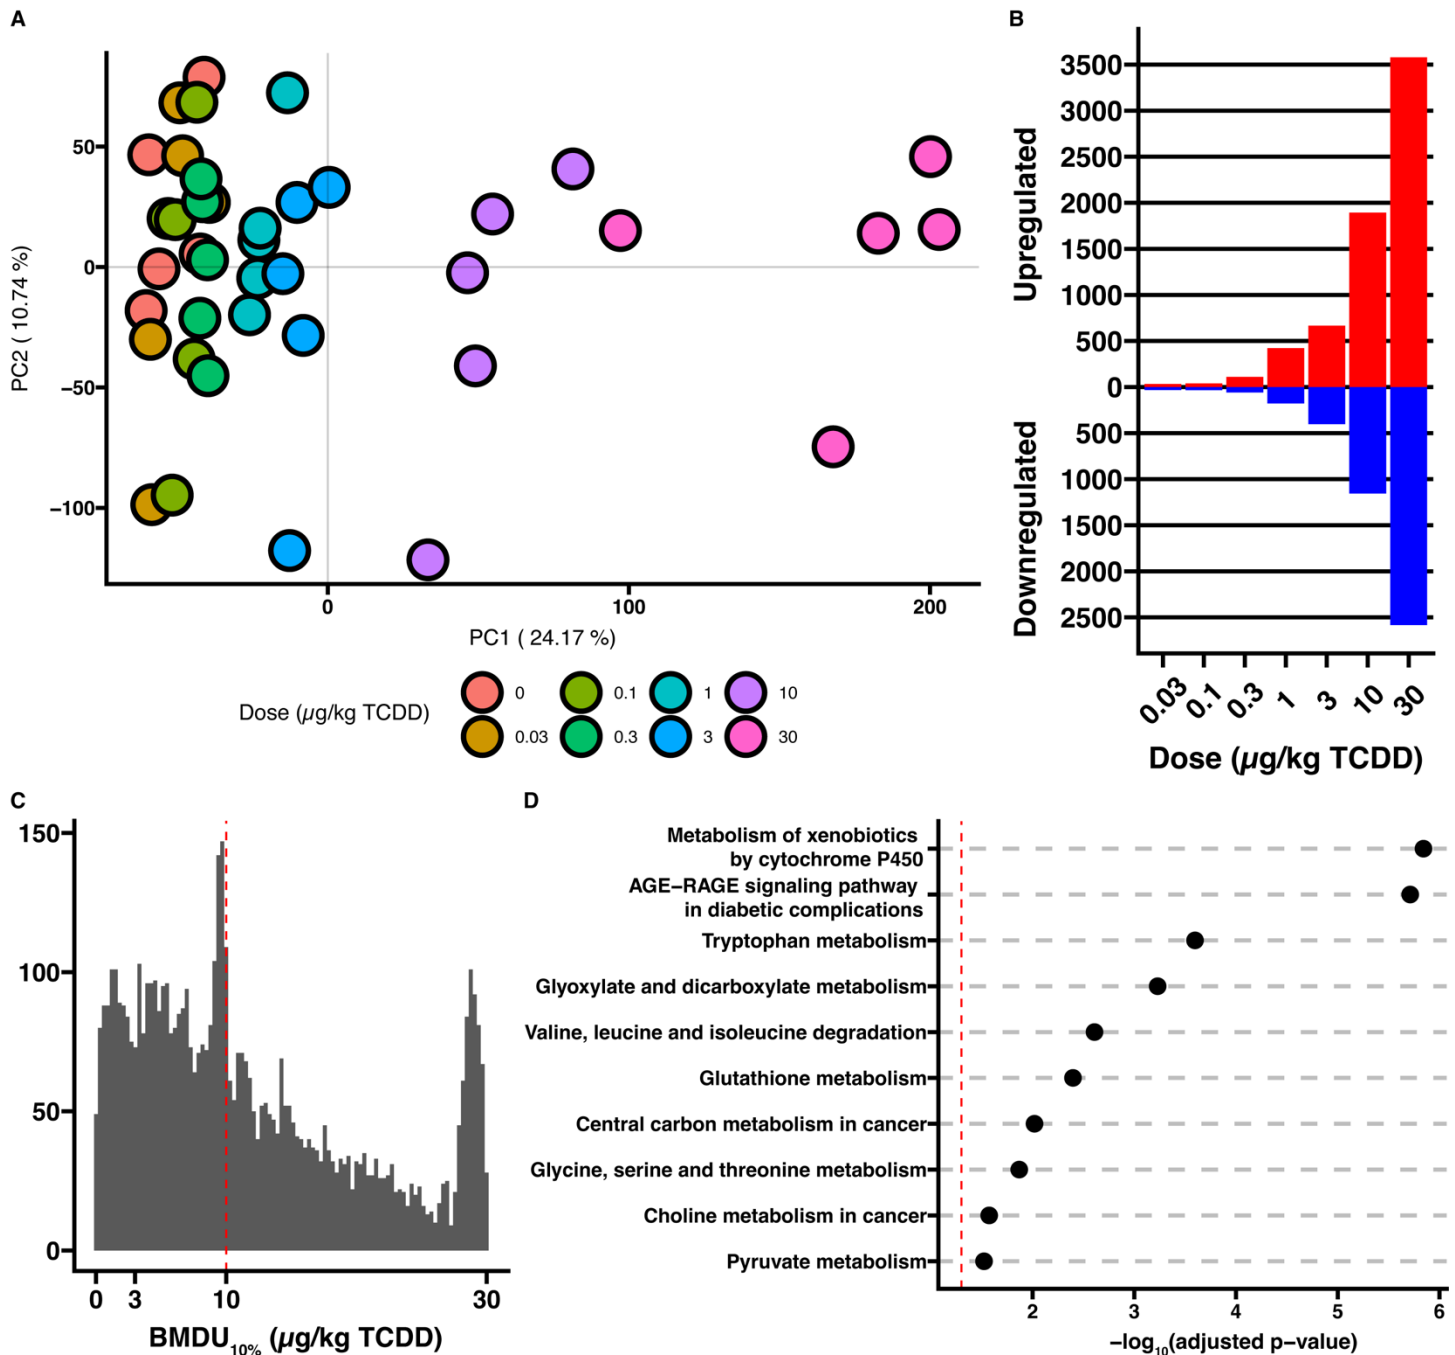 A
50
0
−50
−100
PC2 ( 10.74 %)
0
100
200
PC1 ( 24.17 %)
Dose (µg/kg TCDD)
0
0.1
1
10
0.03
0.3
3
30
B
3500
3000
2500
2000
1500
1000
500
0
500
1000
1500
2000
2500
Upregulated
Downregulated
0.03
0.1
0.3
1
3
10
30
Dose (µg/kg TCDD)
C
150
100
50
0
0
3
10
30
BMDU10% (µg/kg TCDD)
D
Metabolism of xenobiotics
by cytochrome P450
AGE−RAGE signaling pathway
in diabetic complications
Tryptophan metabolism
Glyoxylate and dicarboxylate metabolism
Valine, leucine and isoleucine degradation
Glutathione metabolism
Central carbon metabolism in cancer
Glycine, serine and threonine metabolism
Choline metabolism in cancer
Pyruvate metabolism
2
3
4
5
6
−log10(adjusted p−value)